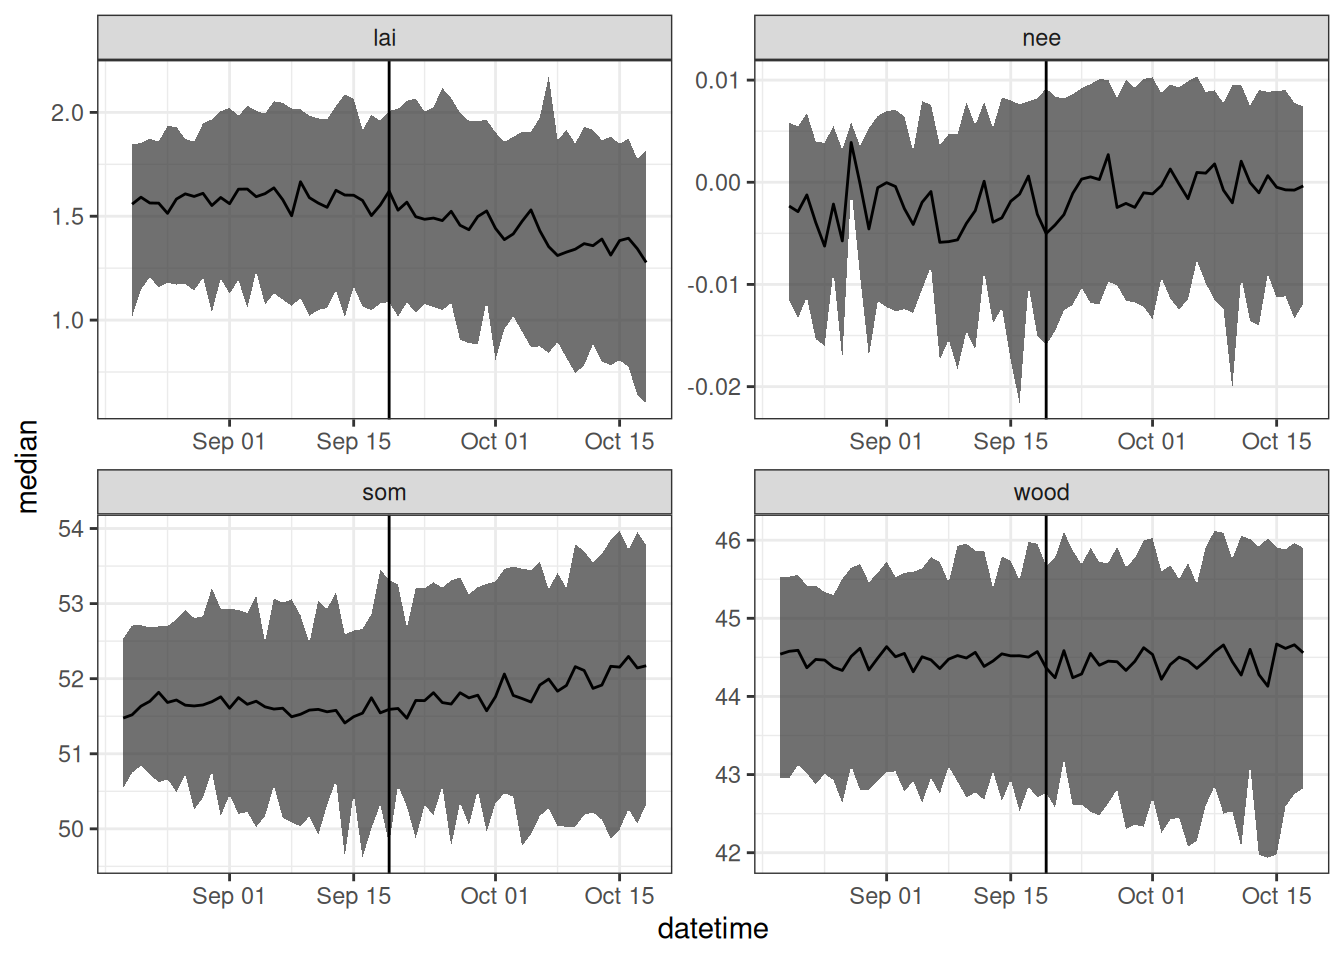 lai
nee
2.0
1.5
1.0
0.01
0.00
-0.01
-0.02
Sep 01 Sep 15 Oct 01 Oct 15
Sep 01 Sep 15 Oct 01 Oct 15
median
som
wood
54
53
52
51
50
46
45
44
43
42
Sep 01 Sep 15 Oct 01 Oct 15
Sep 01 Sep 15 Oct 01 Oct 15
datetime